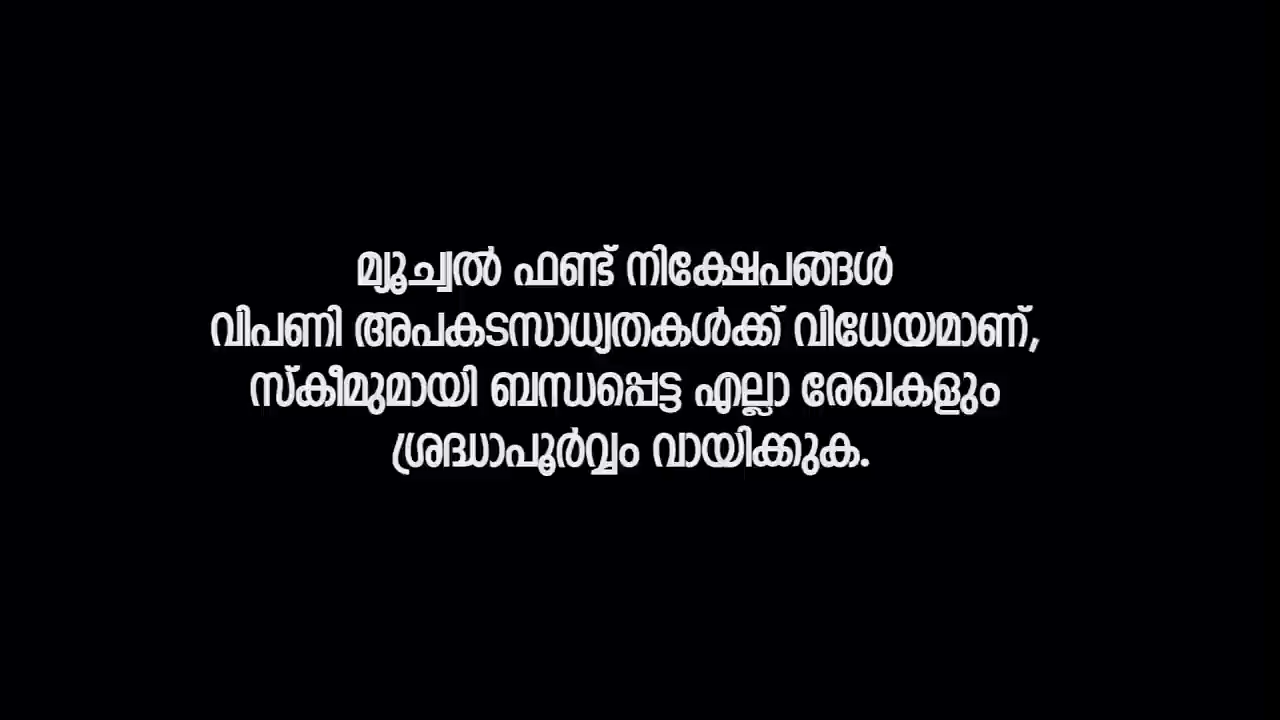 മ്യൂച്വൽ ഫണ്ട് നിക്ഷേപങ്ങൾ
വിപണി അപകടസാധ്യതകൾക്ക് വിധേയമാണ്,
സ്കീമുമായി ബന്ധപ്പെട്ട എല്ലാ രേഖകളും
ശ്രദ്ധാപൂർവ്വം വായിക്കുക.